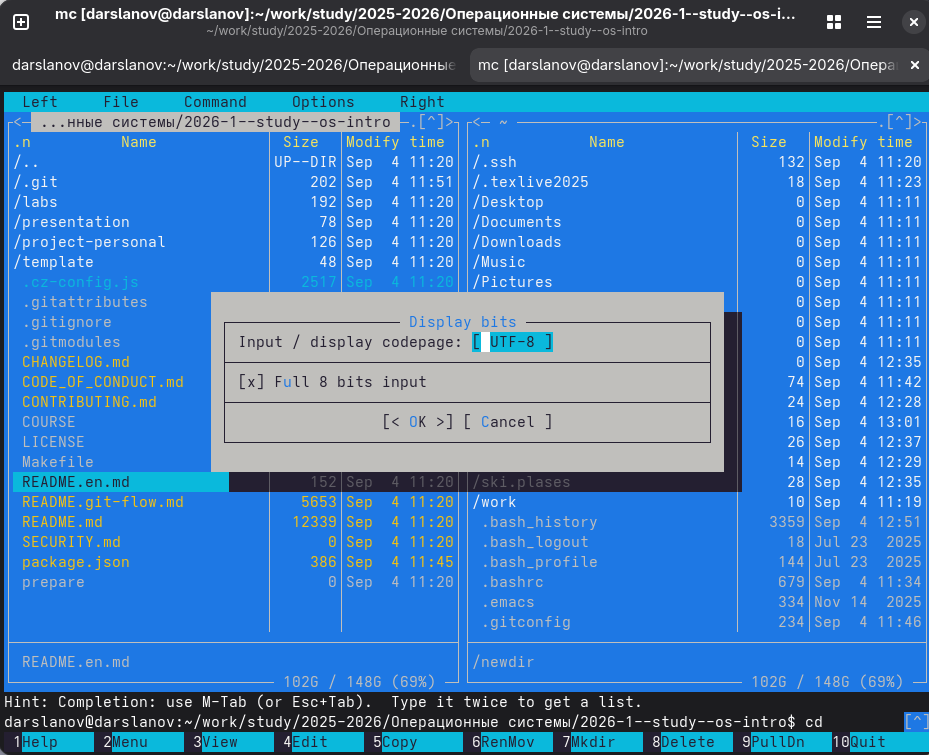 mc [darslanov@darslanov]:~/work/study/2025-2026/Операционные системы/2026-1--study--os-i...
~/work/study/2025-2026/Операционные системы/2026-1--study--os-intro
darslanov@darslanov:~/work/study/2025-2026/Операционные mc [darslanov@darslanov]:~/work/study/2025-2026/Опера
Left File Command Options Right
<— ...нные системы/2026-1--study--os-intro —.[^]> <— ~ —.[^]>
.n Name Size Modify time .n Name Size Modify time
/.. UP--DIR Sep 4 11:20 /.ssh 132 Sep 4 11:20
/.git 202 Sep 4 11:51 /.texlive2025 18 Sep 4 11:23
/labs 192 Sep 4 11:20 /Desktop 0 Sep 4 11:11
/presentation 78 Sep 4 11:20 /Documents 0 Sep 4 11:11
/project-personal 126 Sep 4 11:20 /Downloads 0 Sep 4 11:11
/template 48 Sep 4 11:20 /Music 0 Sep 4 11:11
.cz-config.js 2517 Sep 4 11:20 /Pictures 0 Sep 4 11:11
.gitattributes 0 Sep 4 11:11
.gitignore Display bits 0 Sep 4 11:11
.gitmodules Input / display codepage: [ UTF-8 ] 0 Sep 4 11:11
CHANGELOG.md 0 Sep 4 12:35
CODE_OF_CONDUCT.md [x] Full 8 bits input 74 Sep 4 11:42
CONTRIBUTING.md 24 Sep 4 12:28
COURSE [< OK >] [ Cancel ] 16 Sep 4 13:01
LICENSE 26 Sep 4 12:37
Makefile 14 Sep 4 12:29
README.en.md 152 Sep 4 11:20 /ski.plases 28 Sep 4 12:35
README.git-flow.md 5653 Sep 4 11:20 /work 10 Sep 4 11:19
README.md 12339 Sep 4 11:20 .bash_history 3359 Sep 4 12:51
SECURITY.md 0 Sep 4 11:20 .bash_logout 18 Jul 23 2025
package.json 386 Sep 4 11:45 .bash_profile 144 Jul 23 2025
prepare 0 Sep 4 11:20 .bashrc 679 Sep 4 11:34
.emacs 334 Nov 14 2025
.gitconfig 234 Sep 4 11:46
README.en.md /newdir
102G / 148G (69%) 102G / 148G (69%)
Hint: Completion: use M-Tab (or Esc+Tab). Type it twice to get a list.
darslanov@darslanov:~/work/study/2025-2026/Операционные системы/2026-1--study--os-intro$ cd [^]
1Help 2Menu 3View 4Edit 5Copy 6RenMov 7Mkdir 8Delete 9PullDn 10Quit